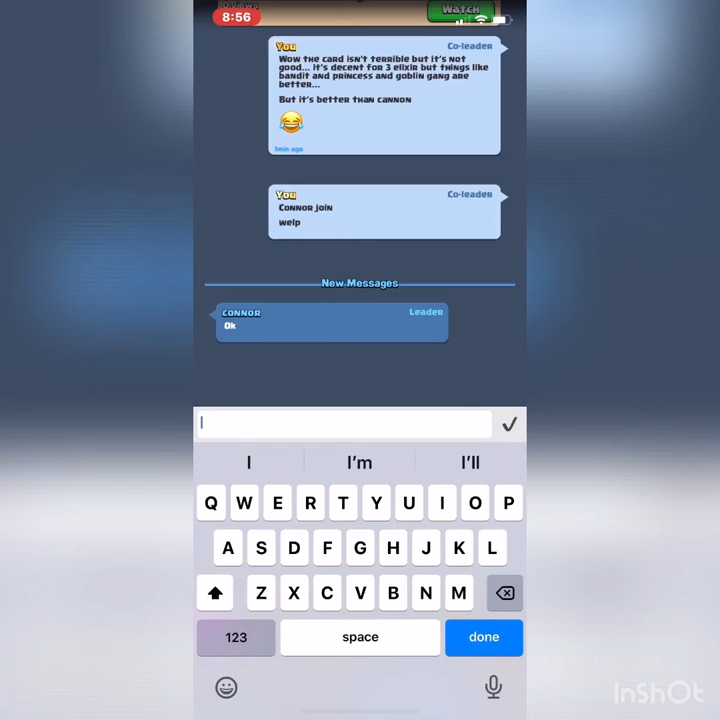 8:56
Watch
You Co-leader
Wow the card isn't terrible but it's not
good... it's decent for 3 elixir but things like
bandit and princess and goblin gang are
better...
But it's better than cannon
😂
1min ago
You Co-leader
Connor join
welp
New Messages
CONNOR Leader
Ok
I I'm I'll
Q W E R T Y U I O P
A S D F G H J K L
Z X C V B N M
123 space done
InShOt